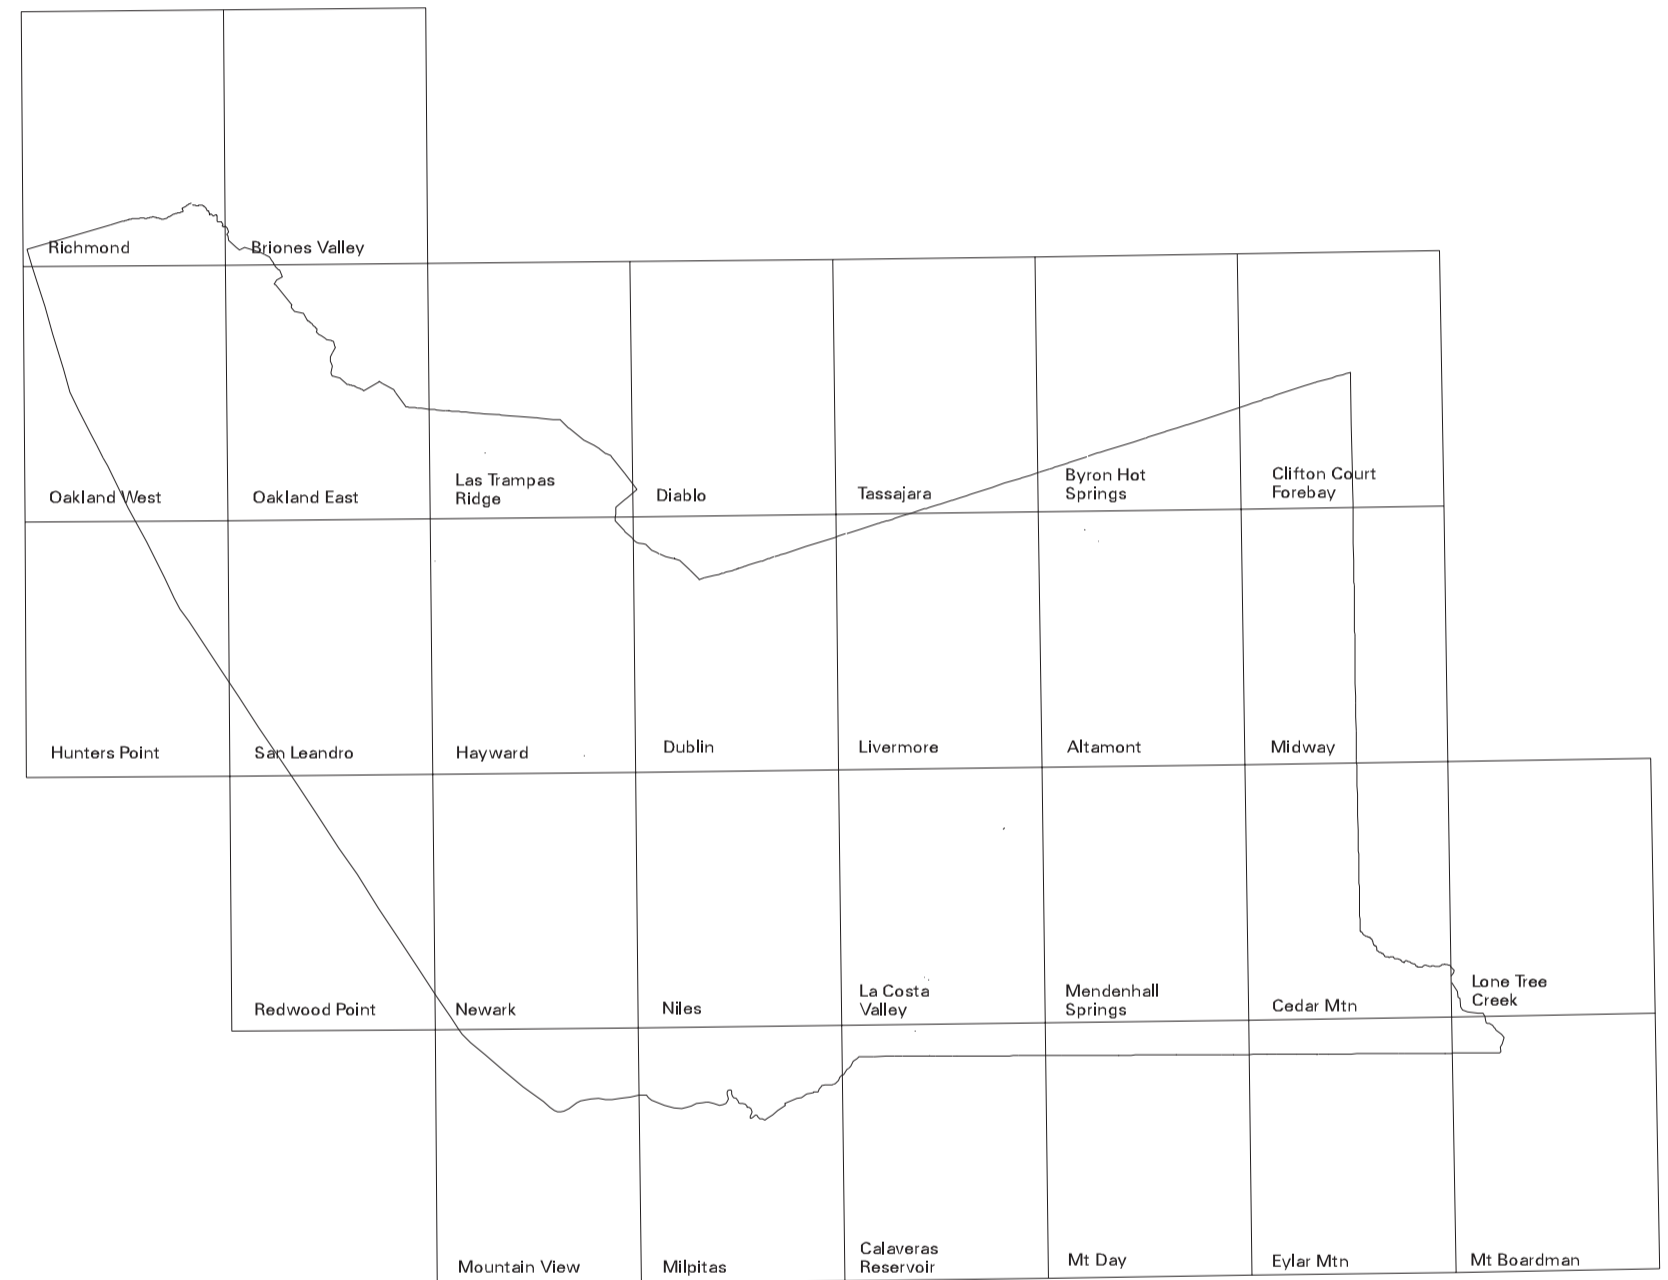 Richmond
Briones Valley
Oakland West
Oakland East
Las Trampas
Ridge
Diablo
Tassajara
Byron Hot
Springs
Clifton Court
Forebay
Hunters Point
San Leandro
Hayward
Dublin
Livermore
Altamont
Midway
Redwood Point
Newark
Niles
La Costa
Valley
Mendenhall
Springs
Cedar Mtn
Lone Tree
Creek
Mountain View
Milpitas
Calaveras
Reservoir
Mt Day
Eylar Mtn
Mt Boardman